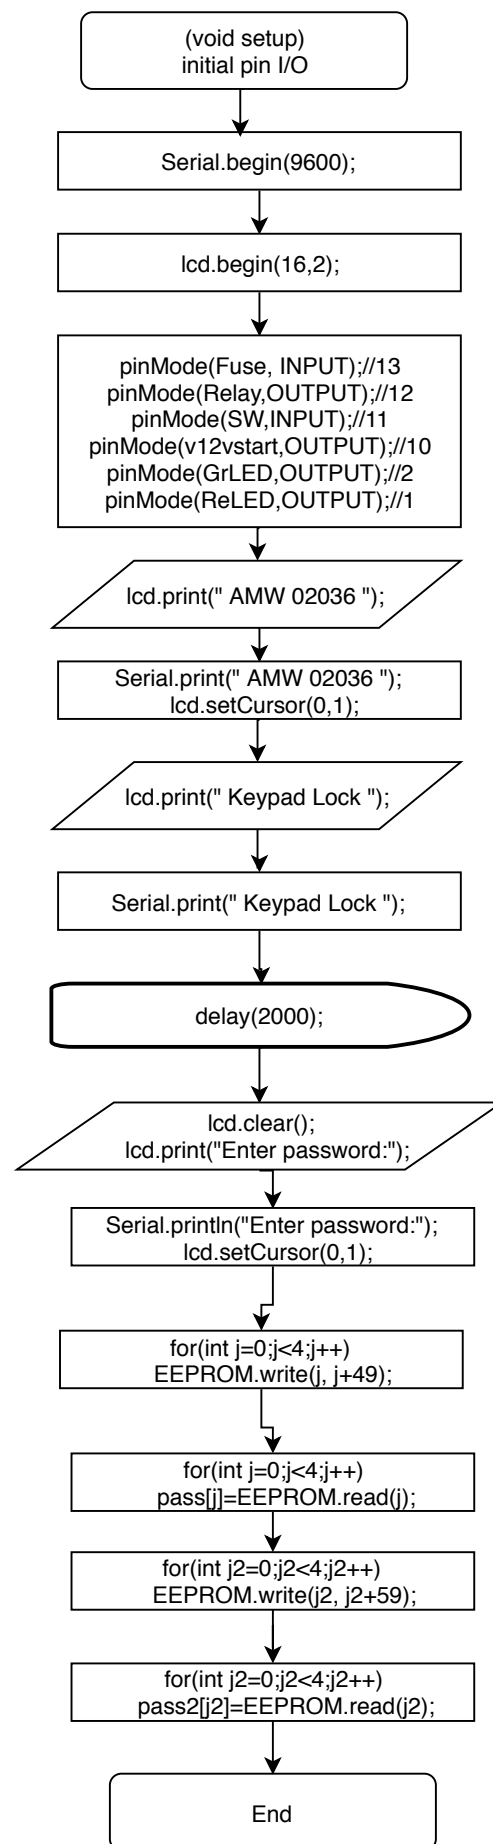 (void setup)
initial pin I/O
Serial.begin(9600);
lcd.begin(16,2);
pinMode(Fuse, INPUT);//13
pinMode(Relay,OUTPUT);//12
pinMode(SW,INPUT);//11
pinMode(v12vstart,OUTPUT);//10
pinMode(GrLED,OUTPUT);//2
pinMode(ReLED,OUTPUT);//1
lcd.print(" AMW 02036 ");
Serial.print(" AMW 02036 ");
lcd.setCursor(0,1);
lcd.print(" Keypad Lock ");
Serial.print(" Keypad Lock ");
delay(2000);
lcd.clear();
lcd.print("Enter password:");
Serial.println("Enter password:");
lcd.setCursor(0,1);
for(int j=0;j<4;j++)
EEPROM.write(j, j+49);
for(int j=0;j<4;j++)
pass[j]=EEPROM.read(j);
for(int j2=0;j2<4;j2++)
EEPROM.write(j2, j2+59);
for(int j2=0;j2<4;j2++)
pass2[j2]=EEPROM.read(j2);
End